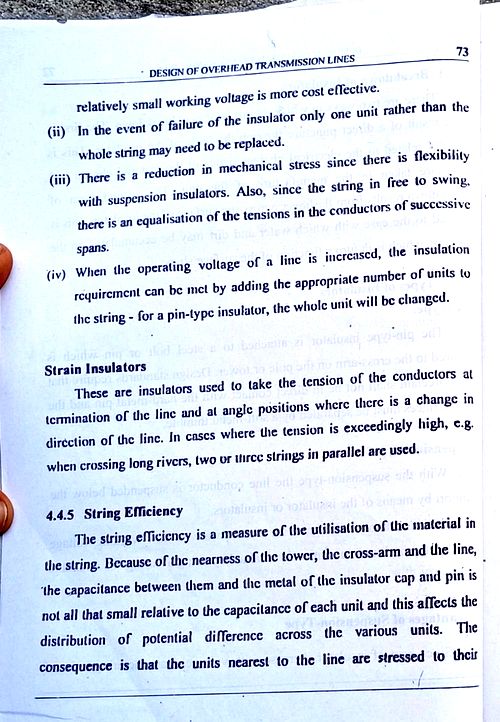 DESIGN OF OVERHEAD TRANSMISSION LINES 73
relatively small working voltage is more cost effective.
(ii) In the event of failure of the insulator only one unit rather than the
whole string may need to be replaced.
(iii) There is a reduction in mechanical stress since there is flexibility
with suspension insulators. Also, since the string in free to swing,
there is an equalisation of the tensions in the conductors of successive
spans.
(iv) When the operating voltage of a line is increased, the insulation
requirement can be met by adding the appropriate number of units to
the string - for a pin-type insulator, the whole unit will be changed.
Strain Insulators
These are insulators used to take the tension of the conductors at
termination of the line and at angle positions where there is a change in
direction of the line. In cases where the tension is exceedingly high, e.g.
when crossing long rivers, two or three strings in parallel are used.
4.4.5 String Efficiency
The string efficiency is a measure of the utilisation of the material in
the string. Because of the nearness of the tower, the cross-arm and the line,
the capacitance between them and the metal of the insulator cap and pin is
not all that small relative to the capacitance of each unit and this affects the
distribution of potential difference across the various units. The
consequence is that the units nearest to the line are stressed to their